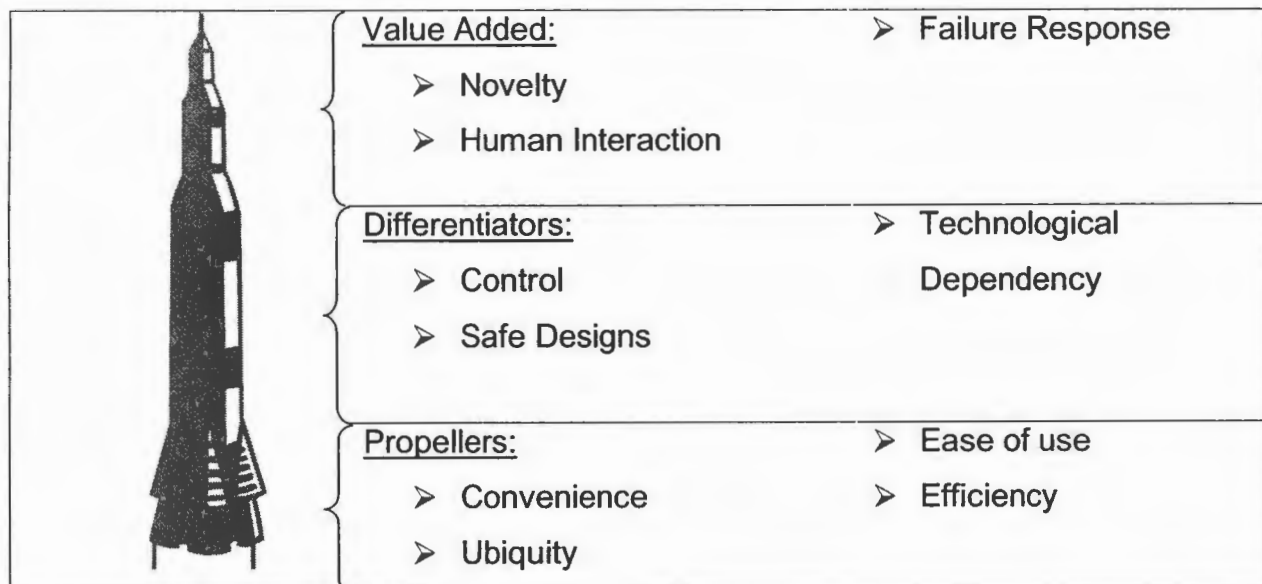 Value Added:
➢ Novelty
➢ Human Interaction
➢ Failure Response
Differentiators:
➢ Control
➢ Safe Designs
➢ Technological
Dependency
Propellers:
➢ Convenience
➢ Ubiquity
➢ Ease of use
➢ Efficiency